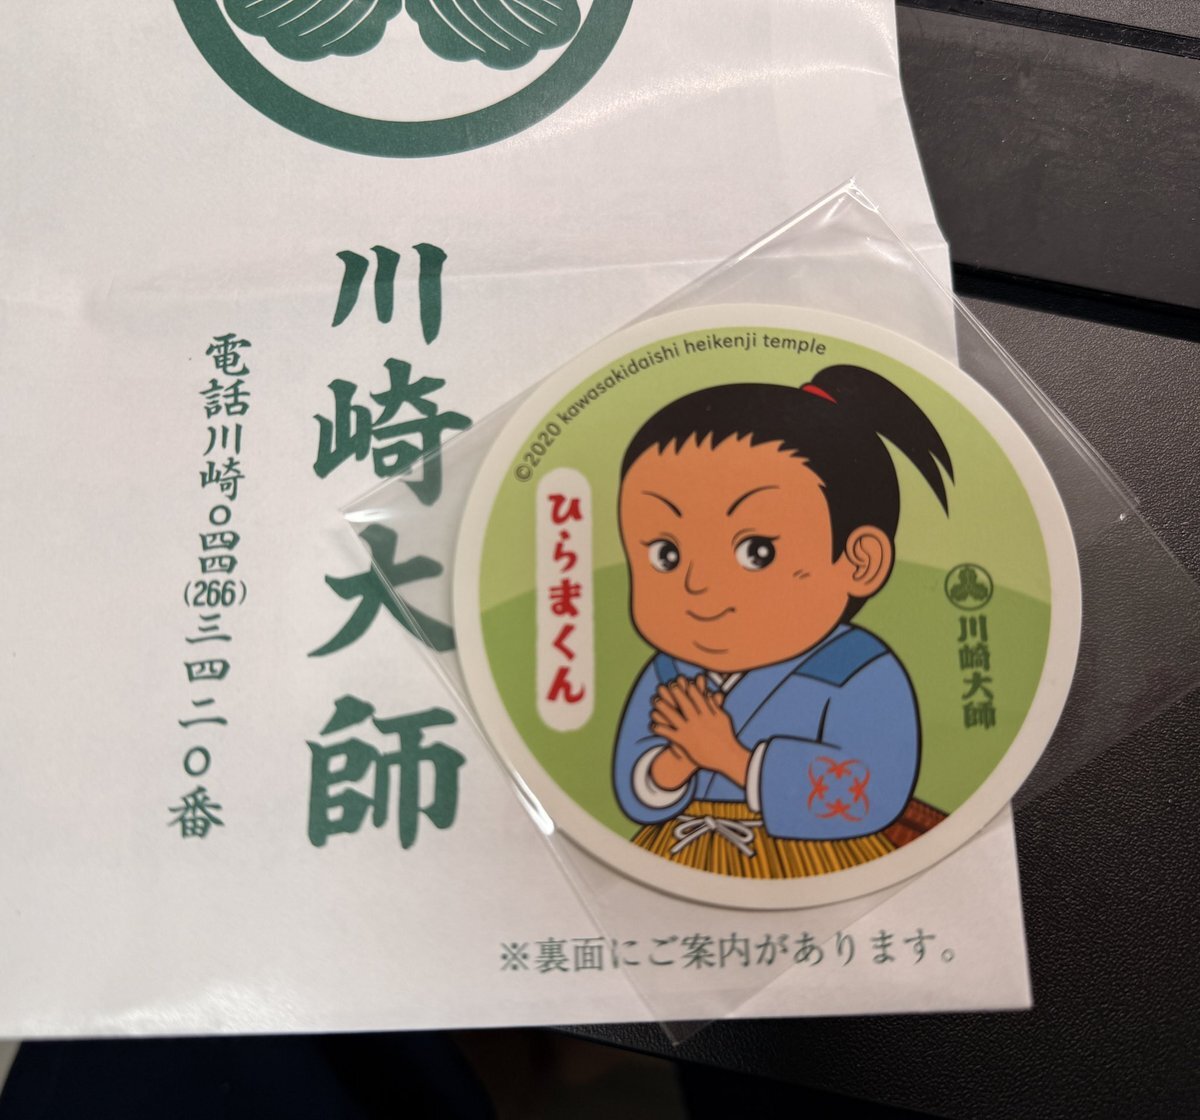 川崎大師
電話川崎〇四四(266)三四二〇番
©2020 kawasakidaishi heikenji temple
ひらまくん
川崎大師
※裏面にご案内があります。